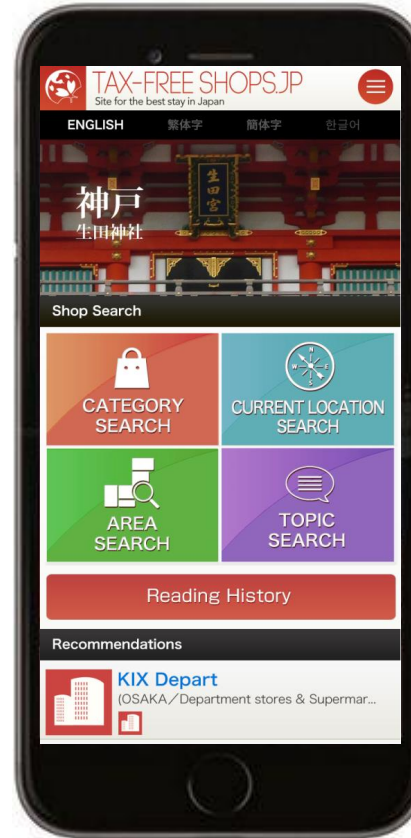 TAX-FREE SHOPS.JP
Site for the best stay in Japan
ENGLISH 繁体字 簡体字 한글어
生田宮
神戸
生田神社
Shop Search
N
W E
S
CATEGORY
SEARCH
CURRENT LOCATION
SEARCH
AREA
SEARCH
TOPIC
SEARCH
Reading History
Recommendations
KIX Depart
(OSAKA／Department stores & Supermar...